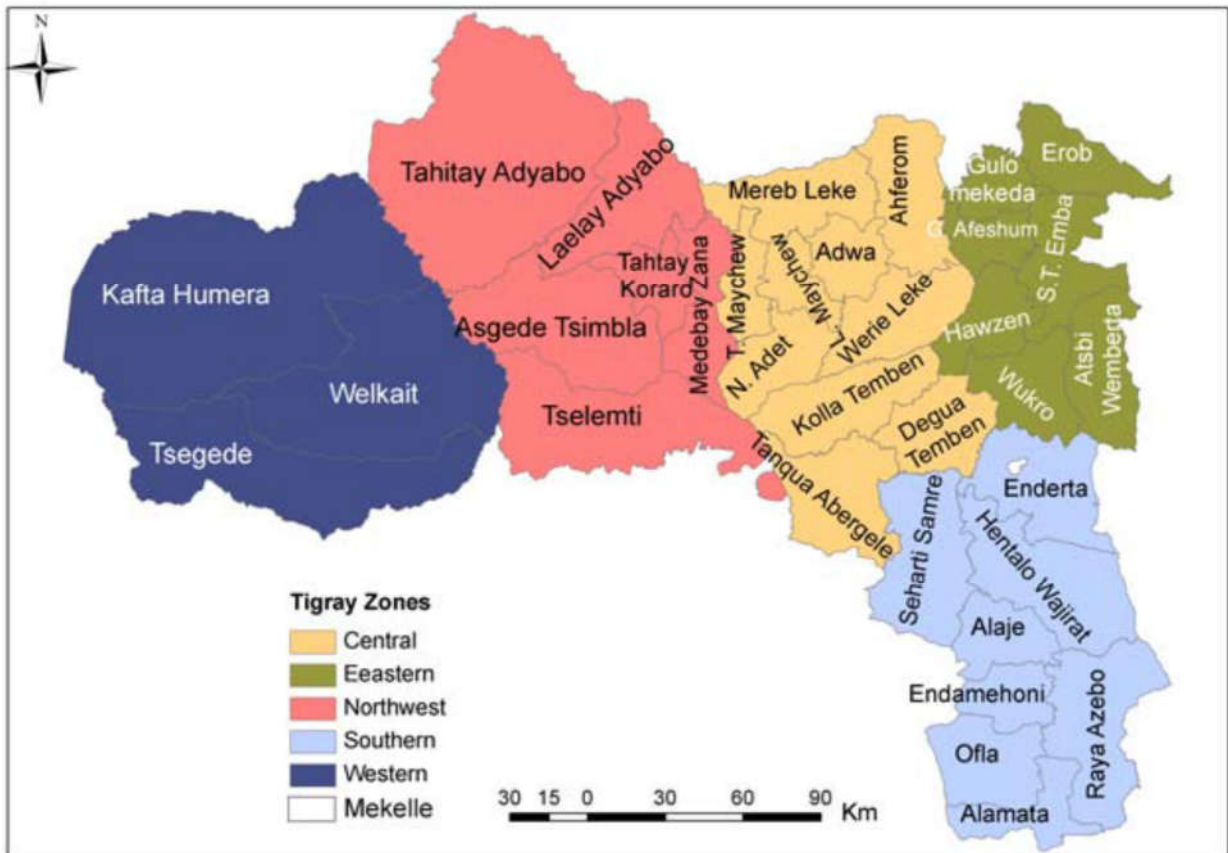 N
Tahitay Adyabo
Laelay Adyabo
Kafta Humera
Welkait
Tsegede
Tahtay
Koraro
Asgede Tsimbla
Medebay Zana
Tselemti
Mereb Leke
Ahferom
T. Maychew
L. Maychew
Adwa
Werie Leke
N. Adet
Kolla Temben
Degua
Temben
Tanqua Abergele
Gulo
mekeda
Erob
G. Afeshum
S.T. Emba
Hawzen
Wukro
Atsbi
Wemberta
Enderta
Seharti Samre
Hentalo Wajirat
Alaje
Endamehoni
Raya Azebo
Ofla
Alamata
Tigray Zones
Central
Eeastern
Northwest
Southern
Western
Mekelle
30 15 0 30 60 90
Km